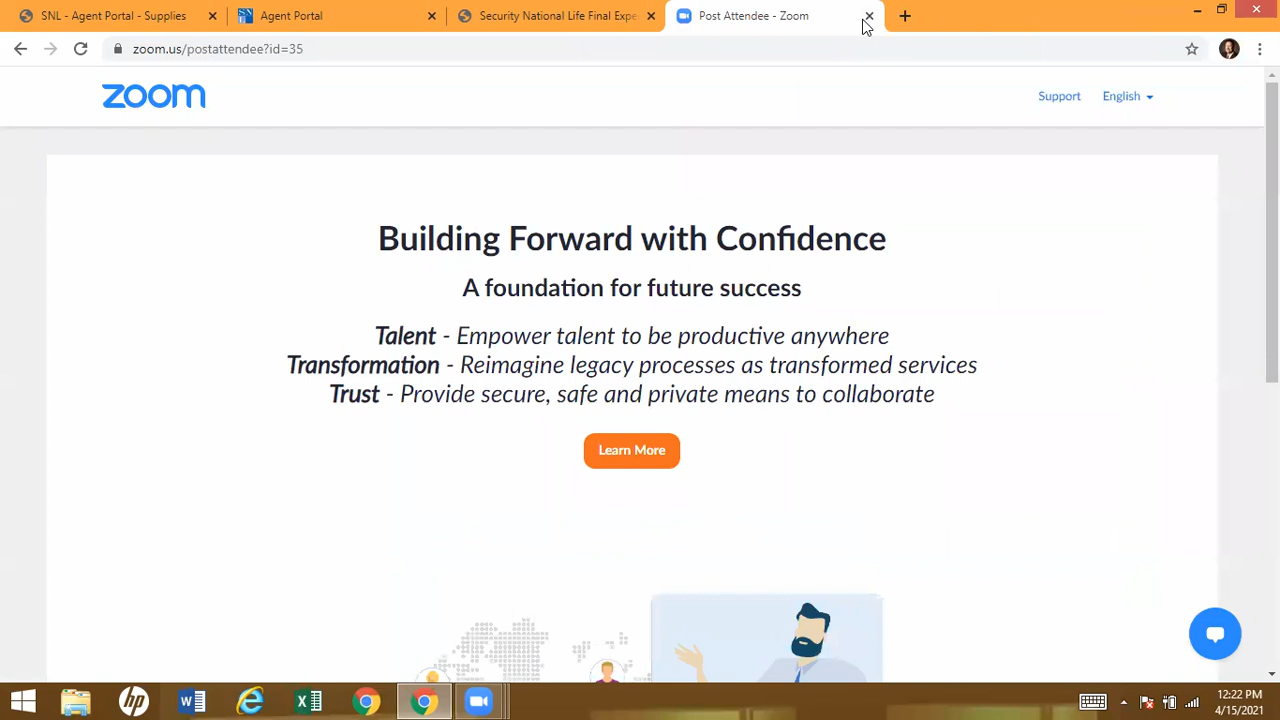 SNL - Agent Portal - Supplies
Agent Portal
Security National Life Final Expe
Post Attendee - Zoom
zoom.us/postattendee?id=35
zoom
Support
English
Building Forward with Confidence
A foundation for future success
Talent - Empower talent to be productive anywhere
Transformation - Reimagine legacy processes as transformed services
Trust - Provide secure, safe and private means to collaborate
Learn More
12:22 PM
4/15/2021